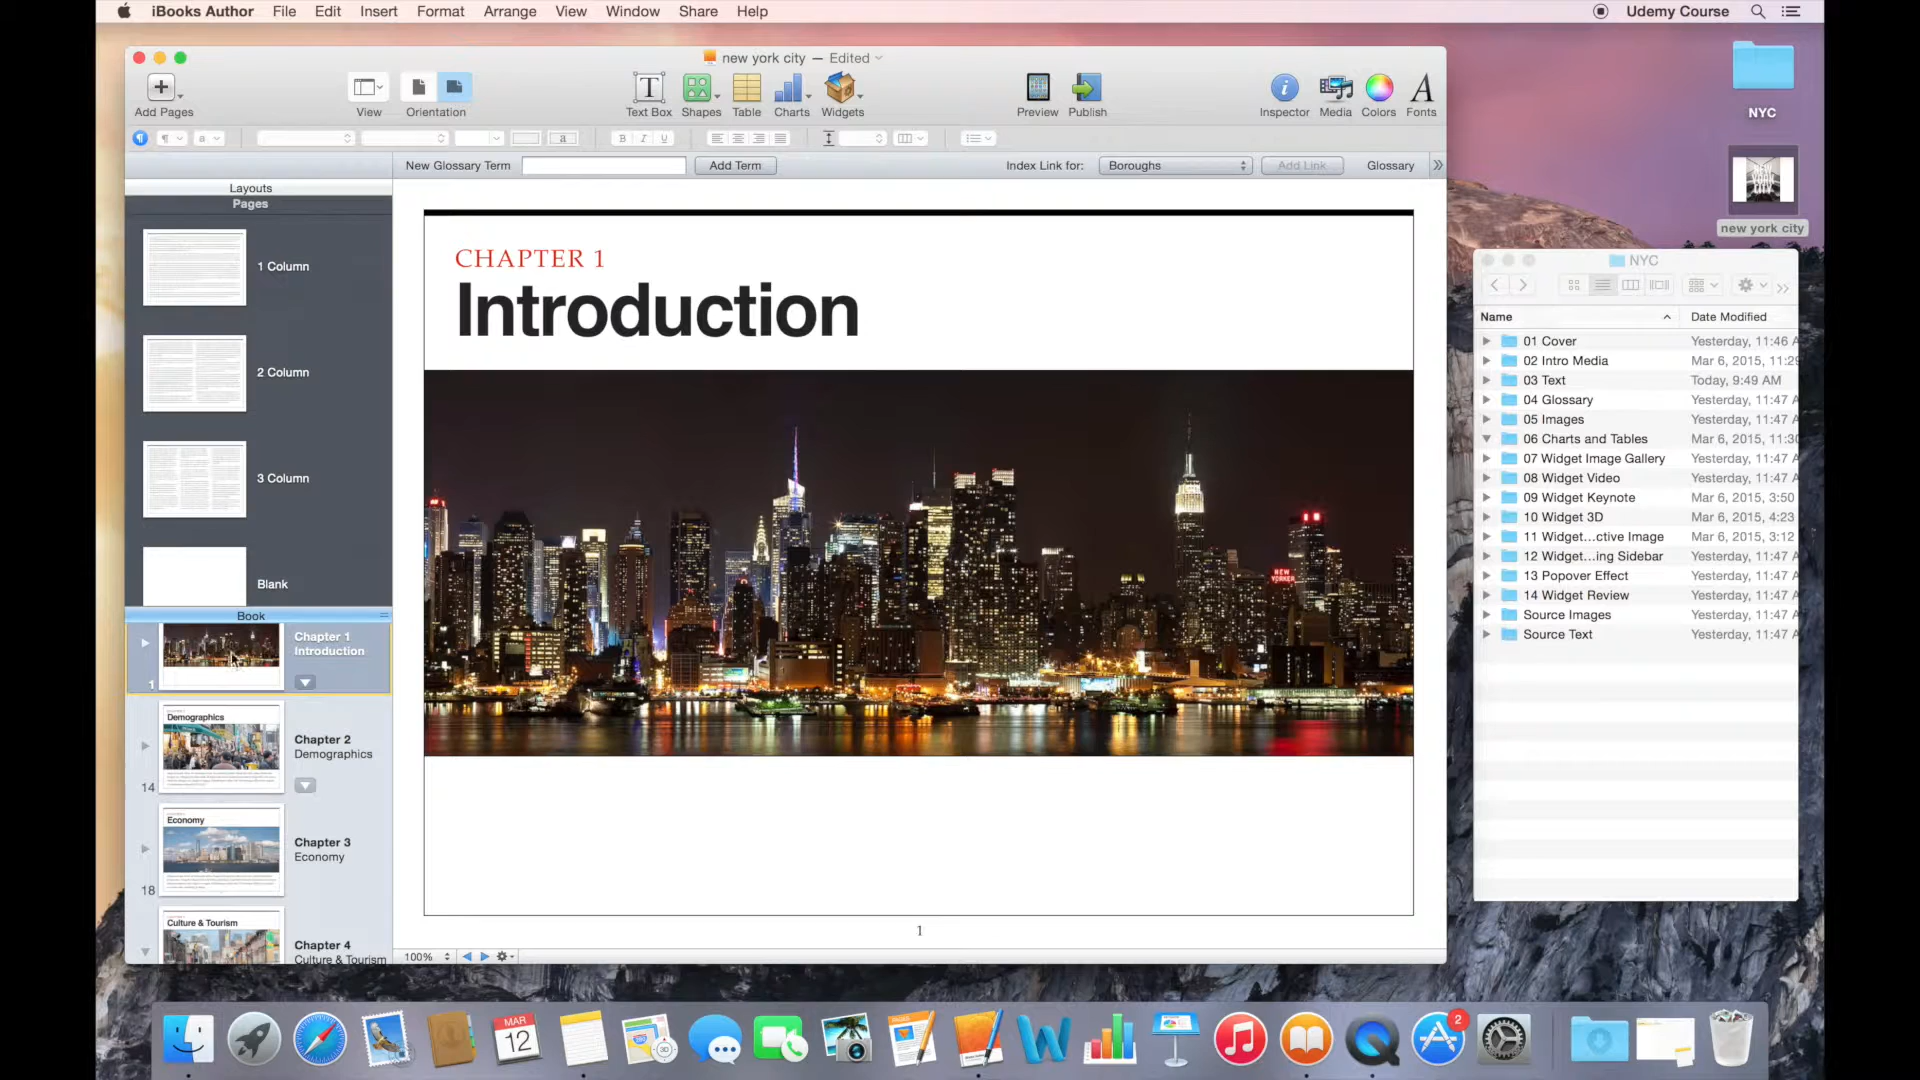 iBooks Author File Edit Insert Format Arrange View Window Share Help Udemy Course
new york city — Edited
Add Pages View Orientation Text Box Shapes Table Charts Widgets Preview Publish Inspector Media Colors Fonts
a a B I U
New Glossary Term Add Term Index Link for: Boroughs Add Link Glossary
Layouts
Pages
1 Column
2 Column
3 Column
Blank
Book
Chapter 1
Introduction
1
Demographics
Chapter 2
Demographics
14
Economy
Chapter 3
Economy
18
Culture & Tourism
Chapter 4
Culture & Tourism
CHAPTER 1
Introduction
NEW
YORKER
1
100%
NYC
new york city
NYC
Name Date Modified
01 Cover Yesterday, 11:46 A
02 Intro Media Mar 6, 2015, 11:29
03 Text Today, 9:49 AM
04 Glossary Yesterday, 11:47 A
05 Images Yesterday, 11:47 A
06 Charts and Tables Mar 6, 2015, 11:30
07 Widget Image Gallery Yesterday, 11:47 A
08 Widget Video Yesterday, 11:47 A
09 Widget Keynote Mar 6, 2015, 3:50
10 Widget 3D Mar 6, 2015, 4:23
11 Widget...ctive Image Mar 6, 2015, 3:12
12 Widget...ing Sidebar Yesterday, 11:47 A
13 Popover Effect Yesterday, 11:47 A
14 Widget Review Yesterday, 11:47 A
Source Images Yesterday, 11:47 A
Source Text Yesterday, 11:47 A
MAR
12
PAGES
2